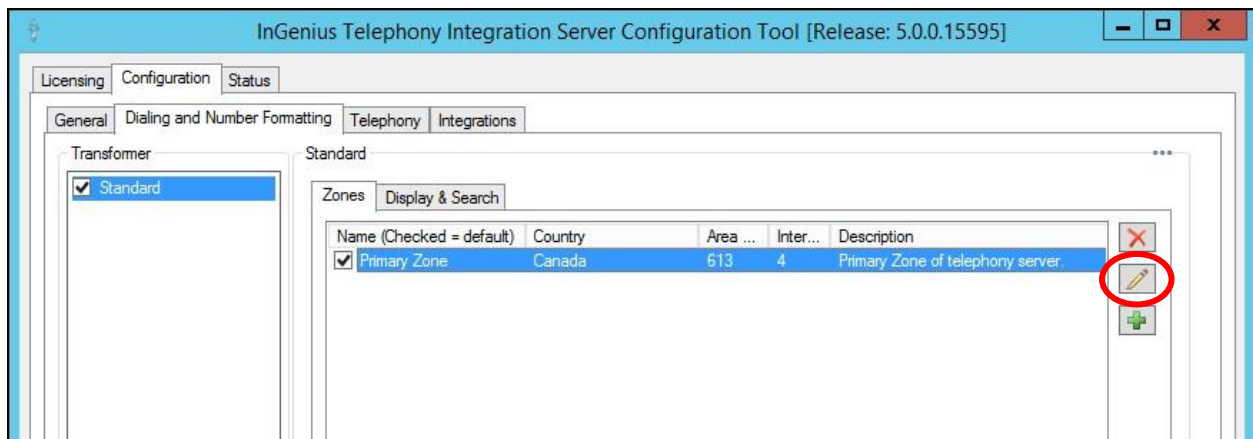 InGenius Telephony Integration Server Configuration Tool [Release: 5.0.0.15595]
Licensing Configuration Status
General Dialing and Number Formatting Telephony Integrations
Transformer Standard
Standard
Zones Display & Search
Name (Checked = default) Country Area ... Inter... Description
Primary Zone Canada 613 4 Primary Zone of telephony server.